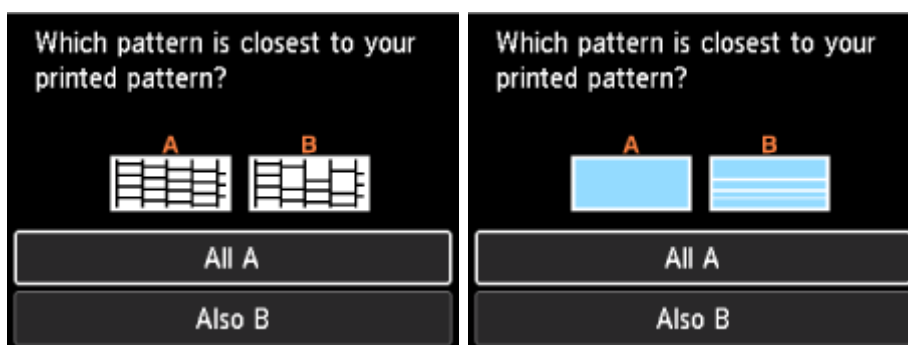 Which pattern is closest to your
printed pattern?
A B
All A
Also B
Which pattern is closest to your
printed pattern?
A B
All A
Also B